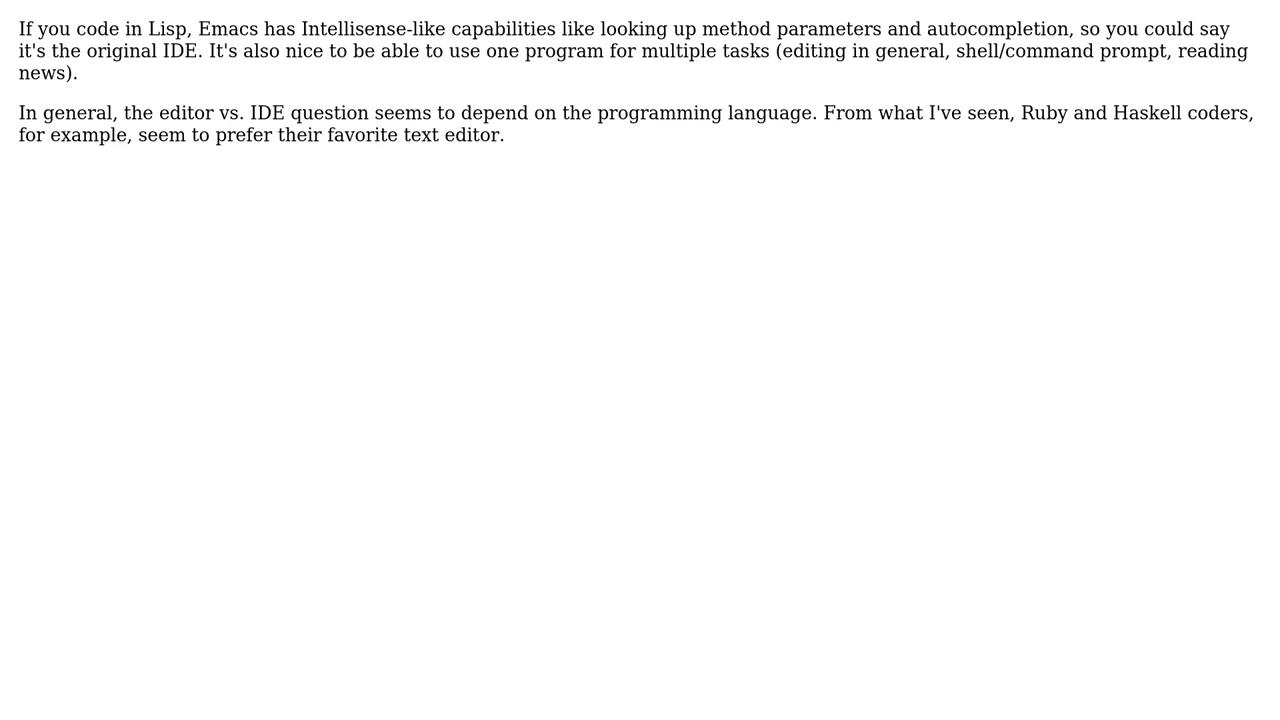 If you code in Lisp, Emacs has Intellisense-like capabilities like looking up method parameters and autocompletion, so you could say
it's the original IDE. It's also nice to be able to use one program for multiple tasks (editing in general, shell/command prompt, reading
news).
In general, the editor vs. IDE question seems to depend on the programming language. From what I've seen, Ruby and Haskell coders,
for example, seem to prefer their favorite text editor.